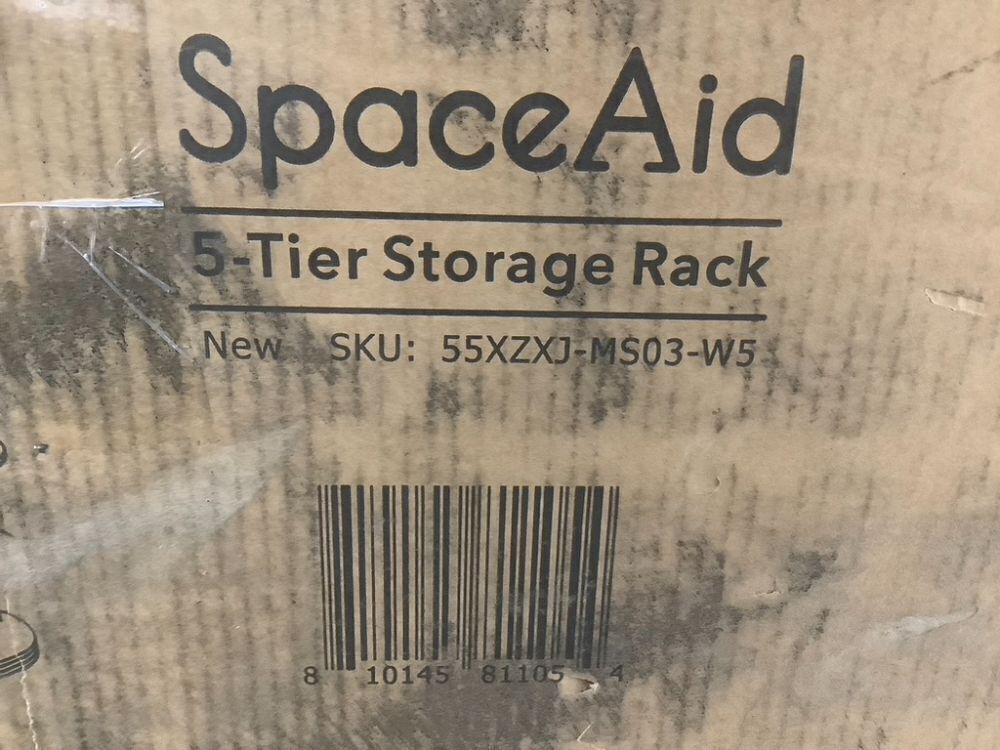 SpaceAid
5-Tier Storage Rack
New SKU: 55XZXJ-MS03-W5
8 10145 81105 4